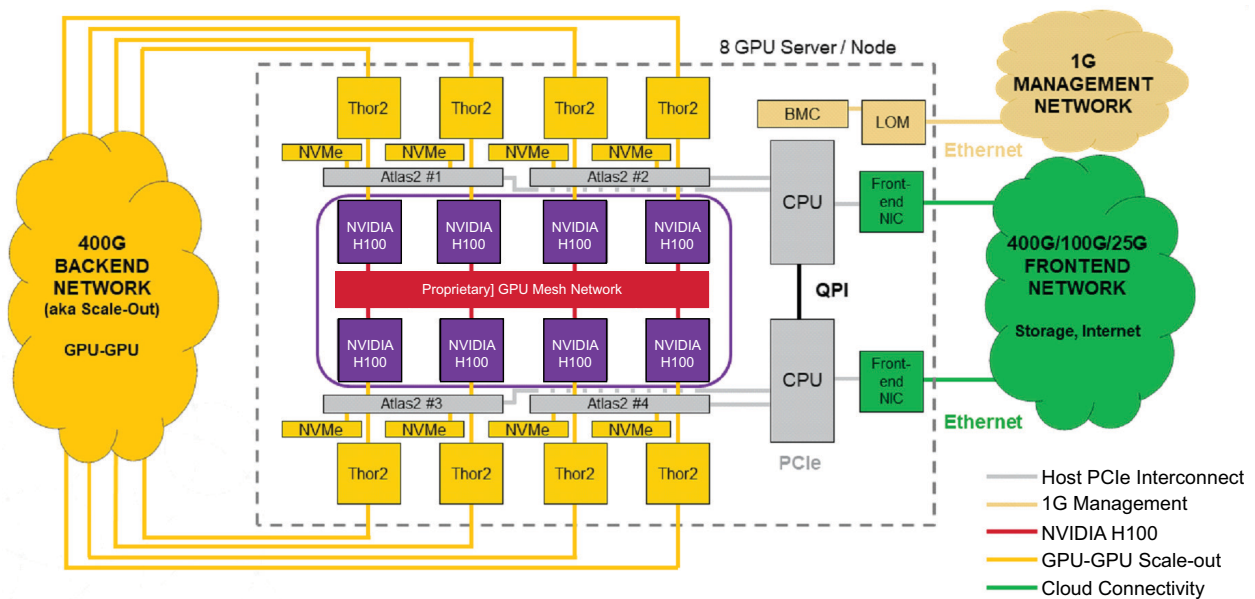 8 GPU Server / Node
Thor2
Thor2
Thor2
Thor2
NVMe
NVMe
NVMe
NVMe
Atlas2 #1
Atlas2 #2
NVIDIA
H100
NVIDIA
H100
NVIDIA
H100
NVIDIA
H100
Proprietary] GPU Mesh Network
NVIDIA
H100
NVIDIA
H100
NVIDIA
H100
NVIDIA
H100
Atlas2 #3
Atlas2 #4
NVMe
NVMe
NVMe
NVMe
Thor2
Thor2
Thor2
Thor2
400G
BACKEND
NETWORK
(aka Scale-Out)
GPU-GPU
BMC
LOM
CPU
Front-
end
NIC
QPI
CPU
Front-
end
NIC
PCIe
1G
MANAGEMENT
NETWORK
Ethernet
400G/100G/25G
FRONTEND
NETWORK
Storage, Internet
Ethernet
Host PCIe Interconnect
1G Management
NVIDIA H100
GPU-GPU Scale-out
Cloud Connectivity